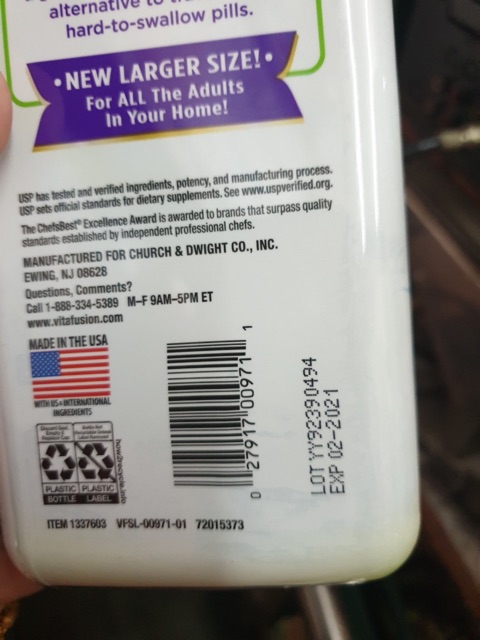 alternative to
hard-to-swallow pills.
• NEW LARGER SIZE! •
For ALL The Adults
In Your Home!
USP has tested and verified ingredients, potency, and manufacturing process.
USP sets official standards for dietary supplements. See www.uspverified.org.
The ChefsBest® Excellence Award is awarded to brands that surpass quality
standards established by independent professional chefs.
MANUFACTURED FOR CHURCH & DWIGHT CO., INC.
EWING, NJ 08628
Questions, Comments?
Call 1-888-334-5389 M–F 9AM–5PM ET
www.vitafusion.com
MADE IN THE USA
WITH US & INTERNATIONAL
INGREDIENTS
how2recycle.info
PLASTIC PLASTIC
BOTTLE LABEL
0 27917 00971 1
LOT YY92390494
EXP 02-2021
ITEM 1337603 VFSL-00971-01 72015373